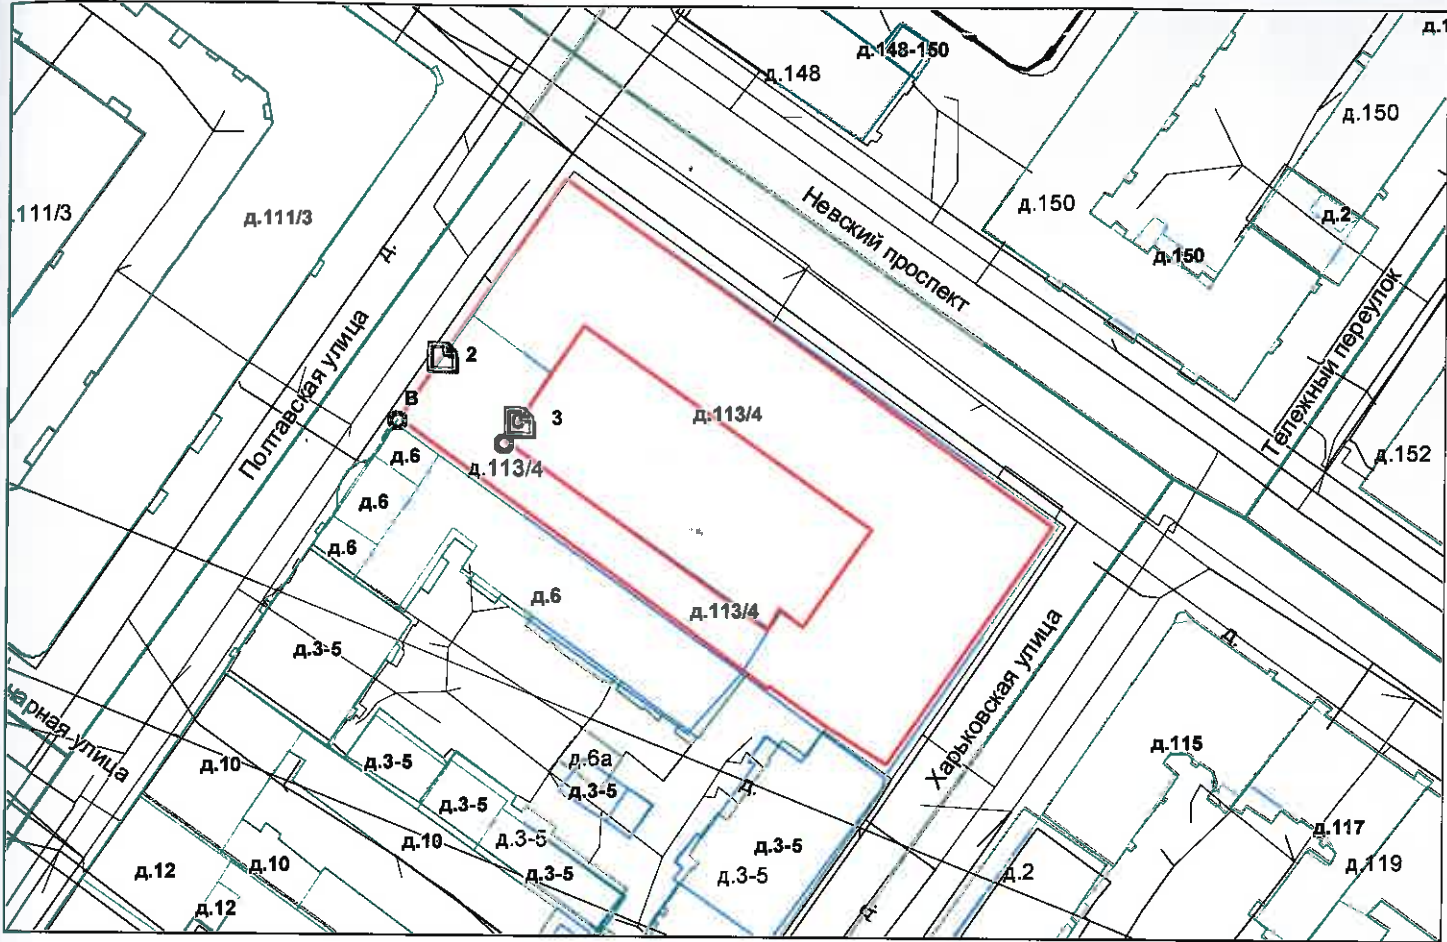 д.1
д.148-150
д.148
д.150
.111/3
д.111/3
д.150
д.2
д.
Невский проспект
д.150
Тележный переулок
Полтавская улица
2
В
3
д.113/4
д.6
д.113/4
д.152
д.6
д.6
д.6
д.113/4
д.3-5
Харьковская улица
д.
нарная улица
д.115
д.10
д.3-5
д.6а
д.3-5
д.
д.3-5
д.3-5
д.10
д.3-5
д.117
д.119
д.12
д.10
д.3-5
д.3-5
д.2
д.12
д.